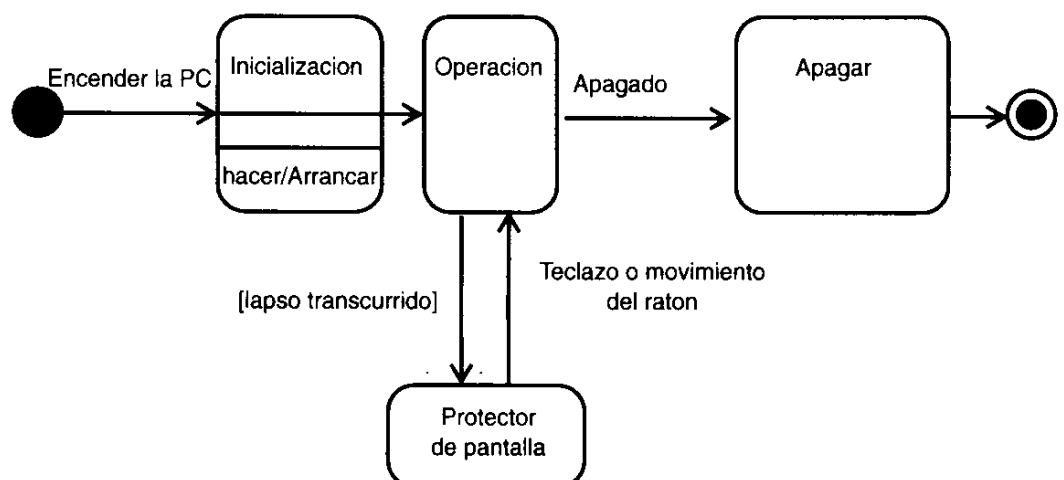 Encender la PC
Inicializacion
hacer/Arrancar
Operacion
Apagado
Apagar
[lapso transcurrido]
Teclazo o movimiento
del raton
Protector
de pantalla